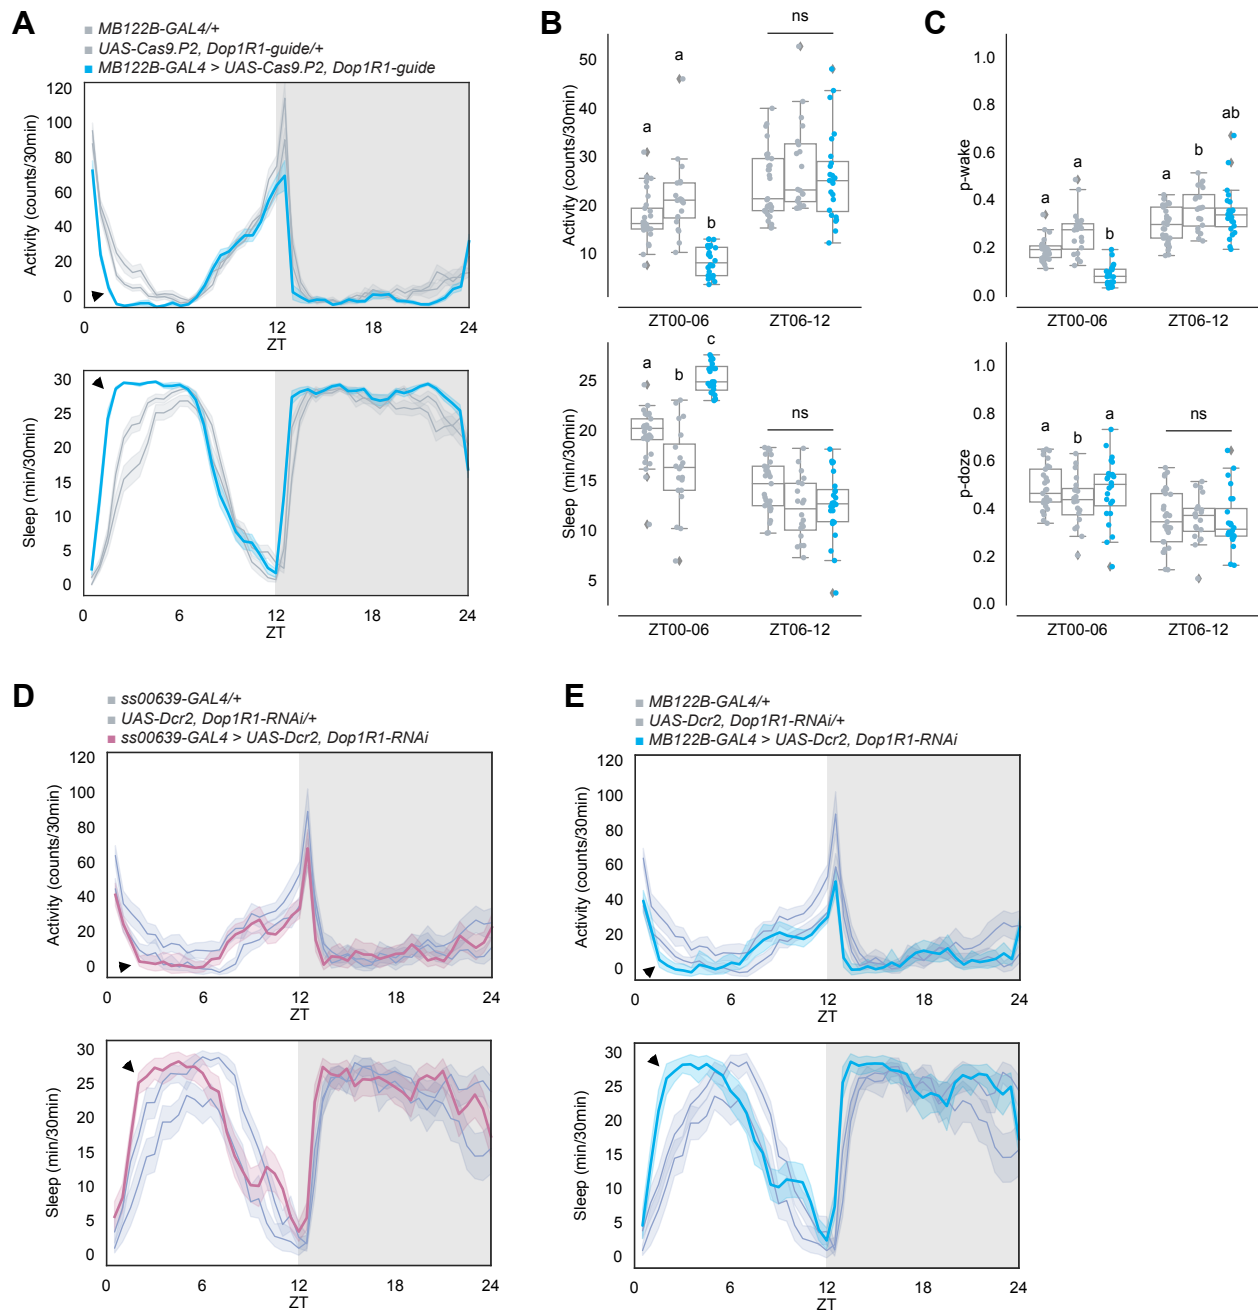 A
MB122B-GAL4/+
UAS-Cas9.P2, Dop1R1-guide/+
MB122B-GAL4 > UAS-Cas9.P2, Dop1R1-guide
Activity (counts/30min)
120
100
80
60
40
20
0
0 6 12 18 24
ZT
Sleep (min/30min)
30
25
20
15
10
5
0
0 6 12 18 24
ZT
B
Activity (counts/30min)
50
40
30
20
10
a a b ns
ZT00-06 ZT06-12
Sleep (min/30min)
25
20
15
10
5
a b c ns
ZT00-06 ZT06-12
C
p-wake
1.0
0.8
0.6
0.4
0.2
0.0
a a b a b ab
ZT00-06 ZT06-12
p-doze
1.0
0.8
0.6
0.4
0.2
0.0
a b a ns
ZT00-06 ZT06-12
D
ss00639-GAL4/+
UAS-Dcr2, Dop1R1-RNAi/+
ss00639-GAL4 > UAS-Dcr2, Dop1R1-RNAi
Activity (counts/30min)
120
100
80
60
40
20
0
0 6 12 18 24
ZT
Sleep (min/30min)
30
25
20
15
10
5
0
0 6 12 18 24
ZT
E
MB122B-GAL4/+
UAS-Dcr2, Dop1R1-RNAi/+
MB122B-GAL4 > UAS-Dcr2, Dop1R1-RNAi
Activity (counts/30min)
120
100
80
60
40
20
0
0 6 12 18 24
ZT
Sleep (min/30min)
30
25
20
15
10
5
0
0 6 12 18 24
ZT